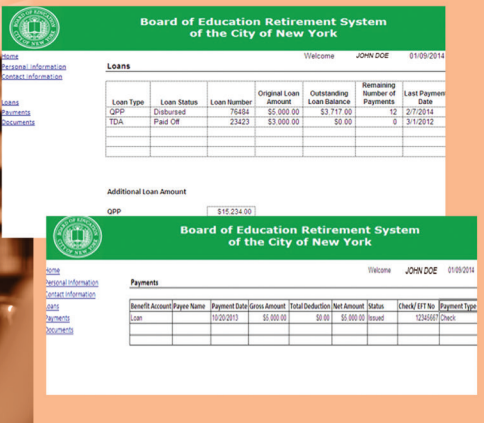 Board of Education Retirement System
of the City of New York
Home
Personal Information
Contact Information
Loans
Payments
Documents
Welcome JOHN DOE 01/09/2014
Loans
Loan Type Loan Status Loan Number Original Loan Amount Outstanding Loan Balance Remaining Number of Payments Last Paymen Date
QPP Disbursed 76484 $5,000.00 $3,717.00 12 2/7/2014
TDA Paid Off 23423 $3,000.00 $0.00 0 3/1/2012
Additional Loan Amount
QPP $15,234.00
Board of Education Retirement System
of the City of New York
Home
Personal Information
Contact Information
Loans
Payments
Documents
Welcome JOHN DOE 01/09/2014
Payments
Benefit Account Payee Name Payment Date Gross Amount Total Deduction Net Amount Status Check/ EFT No Payment Type
Loan 10/20/2013 $5,000.00 $0.00 $5,000.00 Issued 12345667 Check